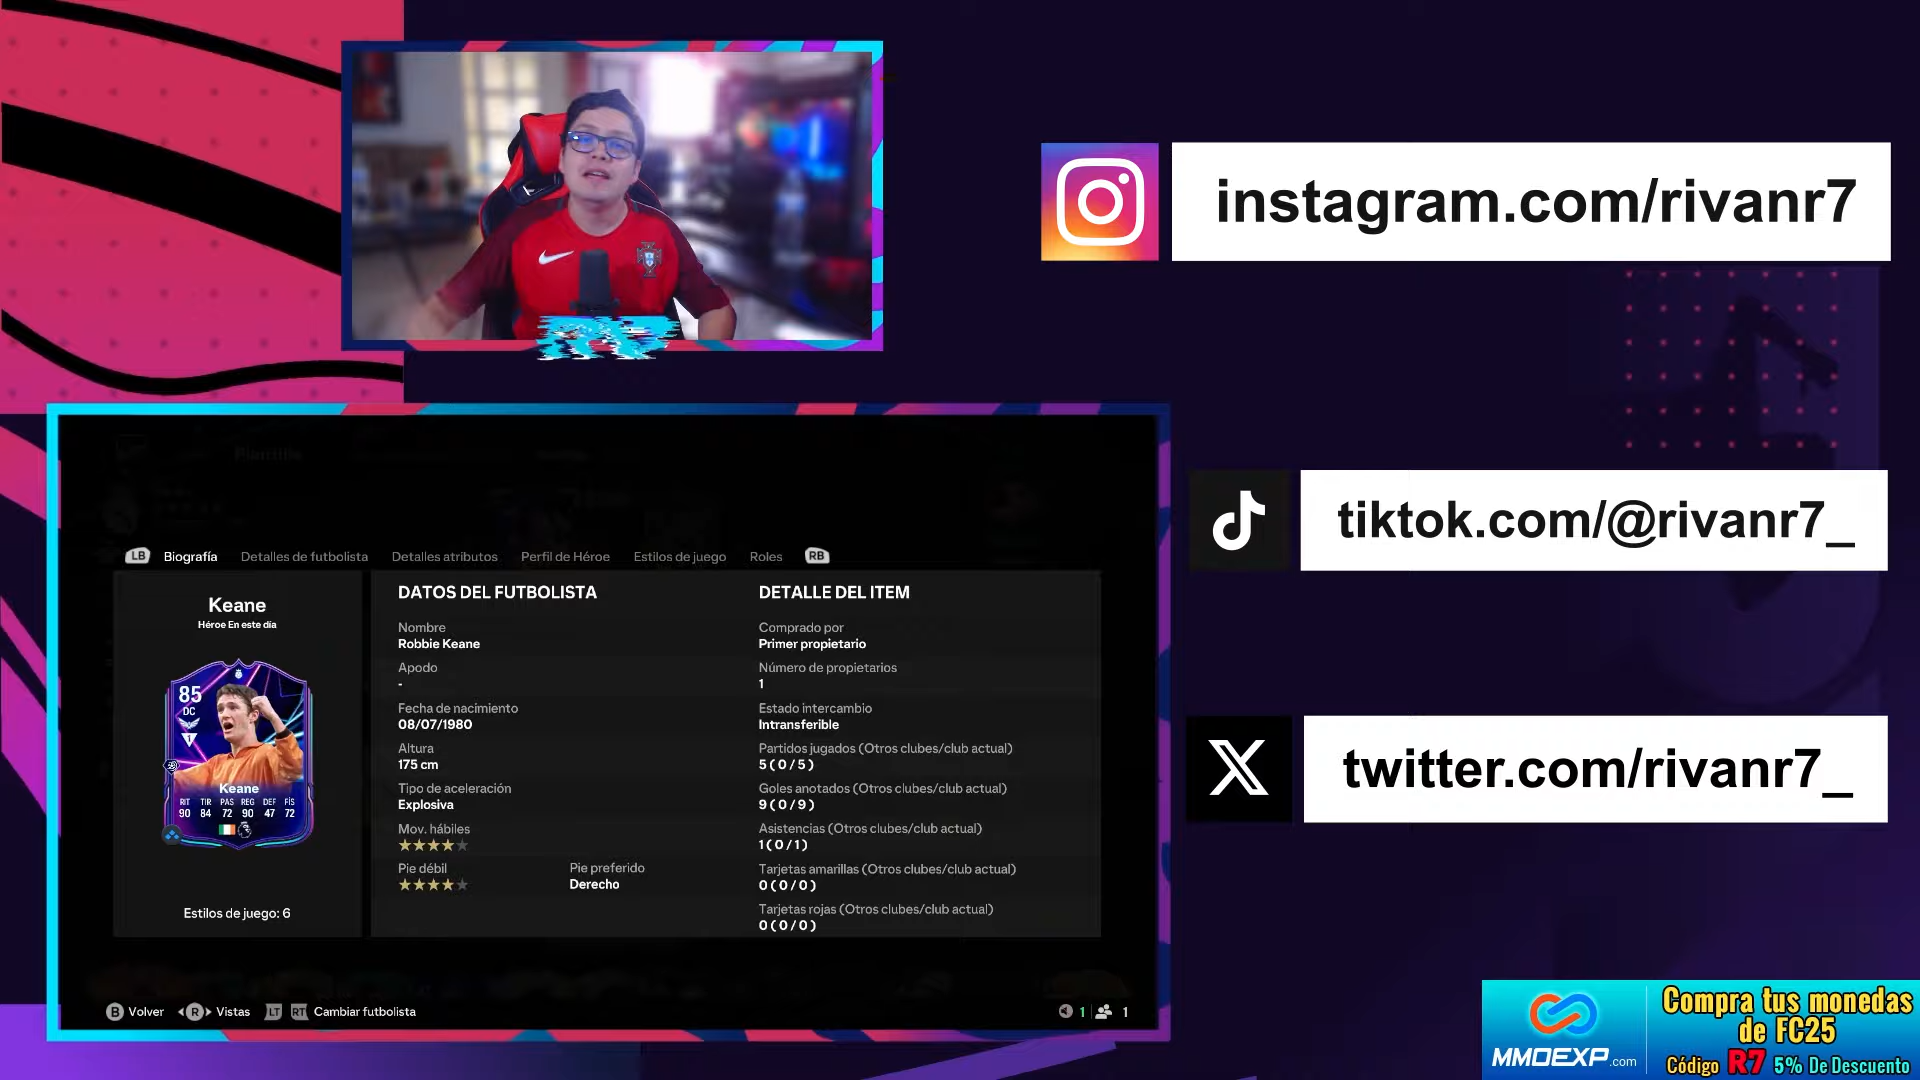 instagram.com/rivanr7
tiktok.com/@rivanr7_
twitter.com/rivanr7_
Plantilla
LB Biografía Detalles de futbolista Detalles atributos Perfil de Héroe Estilos de juego Roles RB
Keane
Héroe En este día
85
DC
1
Keane
RIT TIR PAS REG DEF FÍS
90 84 72 90 47 72
Estilos de juego: 6
DATOS DEL FUTBOLISTA
Nombre
Robbie Keane
Apodo
-
Fecha de nacimiento
08/07/1980
Altura
175 cm
Tipo de aceleración
Explosiva
Mov. hábiles
★★★★★
Pie débil
★★★★★
Pie preferido
Derecho
DETALLE DEL ITEM
Comprado por
Primer propietario
Número de propietarios
1
Estado intercambio
Intransferible
Partidos jugados (Otros clubes/club actual)
5 ( 0 / 5 )
Goles anotados (Otros clubes/club actual)
9 ( 0 / 9 )
Asistencias (Otros clubes/club actual)
1 ( 0 / 1 )
Tarjetas amarillas (Otros clubes/club actual)
0 ( 0 / 0 )
Tarjetas rojas (Otros clubes/club actual)
0 ( 0 / 0 )
B Volver R Vistas LT RT Cambiar futbolista
1 1
MMOEXP.com
Compra tus monedas
de FC25
Código R7 5% De Descuento